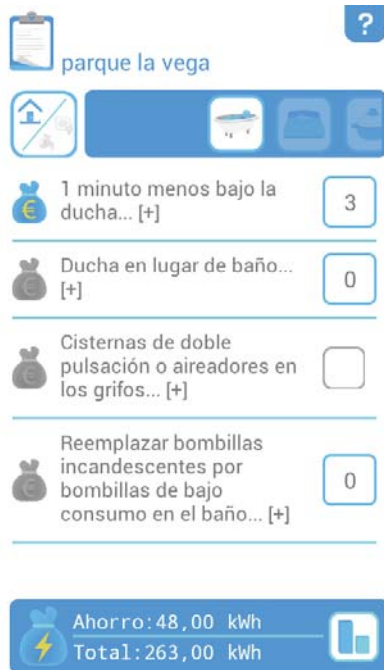 ?
parque la vega
1 minuto menos bajo la
ducha... [+]
3
Ducha en lugar de baño...
[+]
0
Cisternas de doble
pulsación o aireadores en
los grifos... [+]
Reemplazar bombillas
incandescentes por
bombillas de bajo
consumo en el baño... [+]
0
Ahorro:48,00 kWh
Total:263,00 kWh